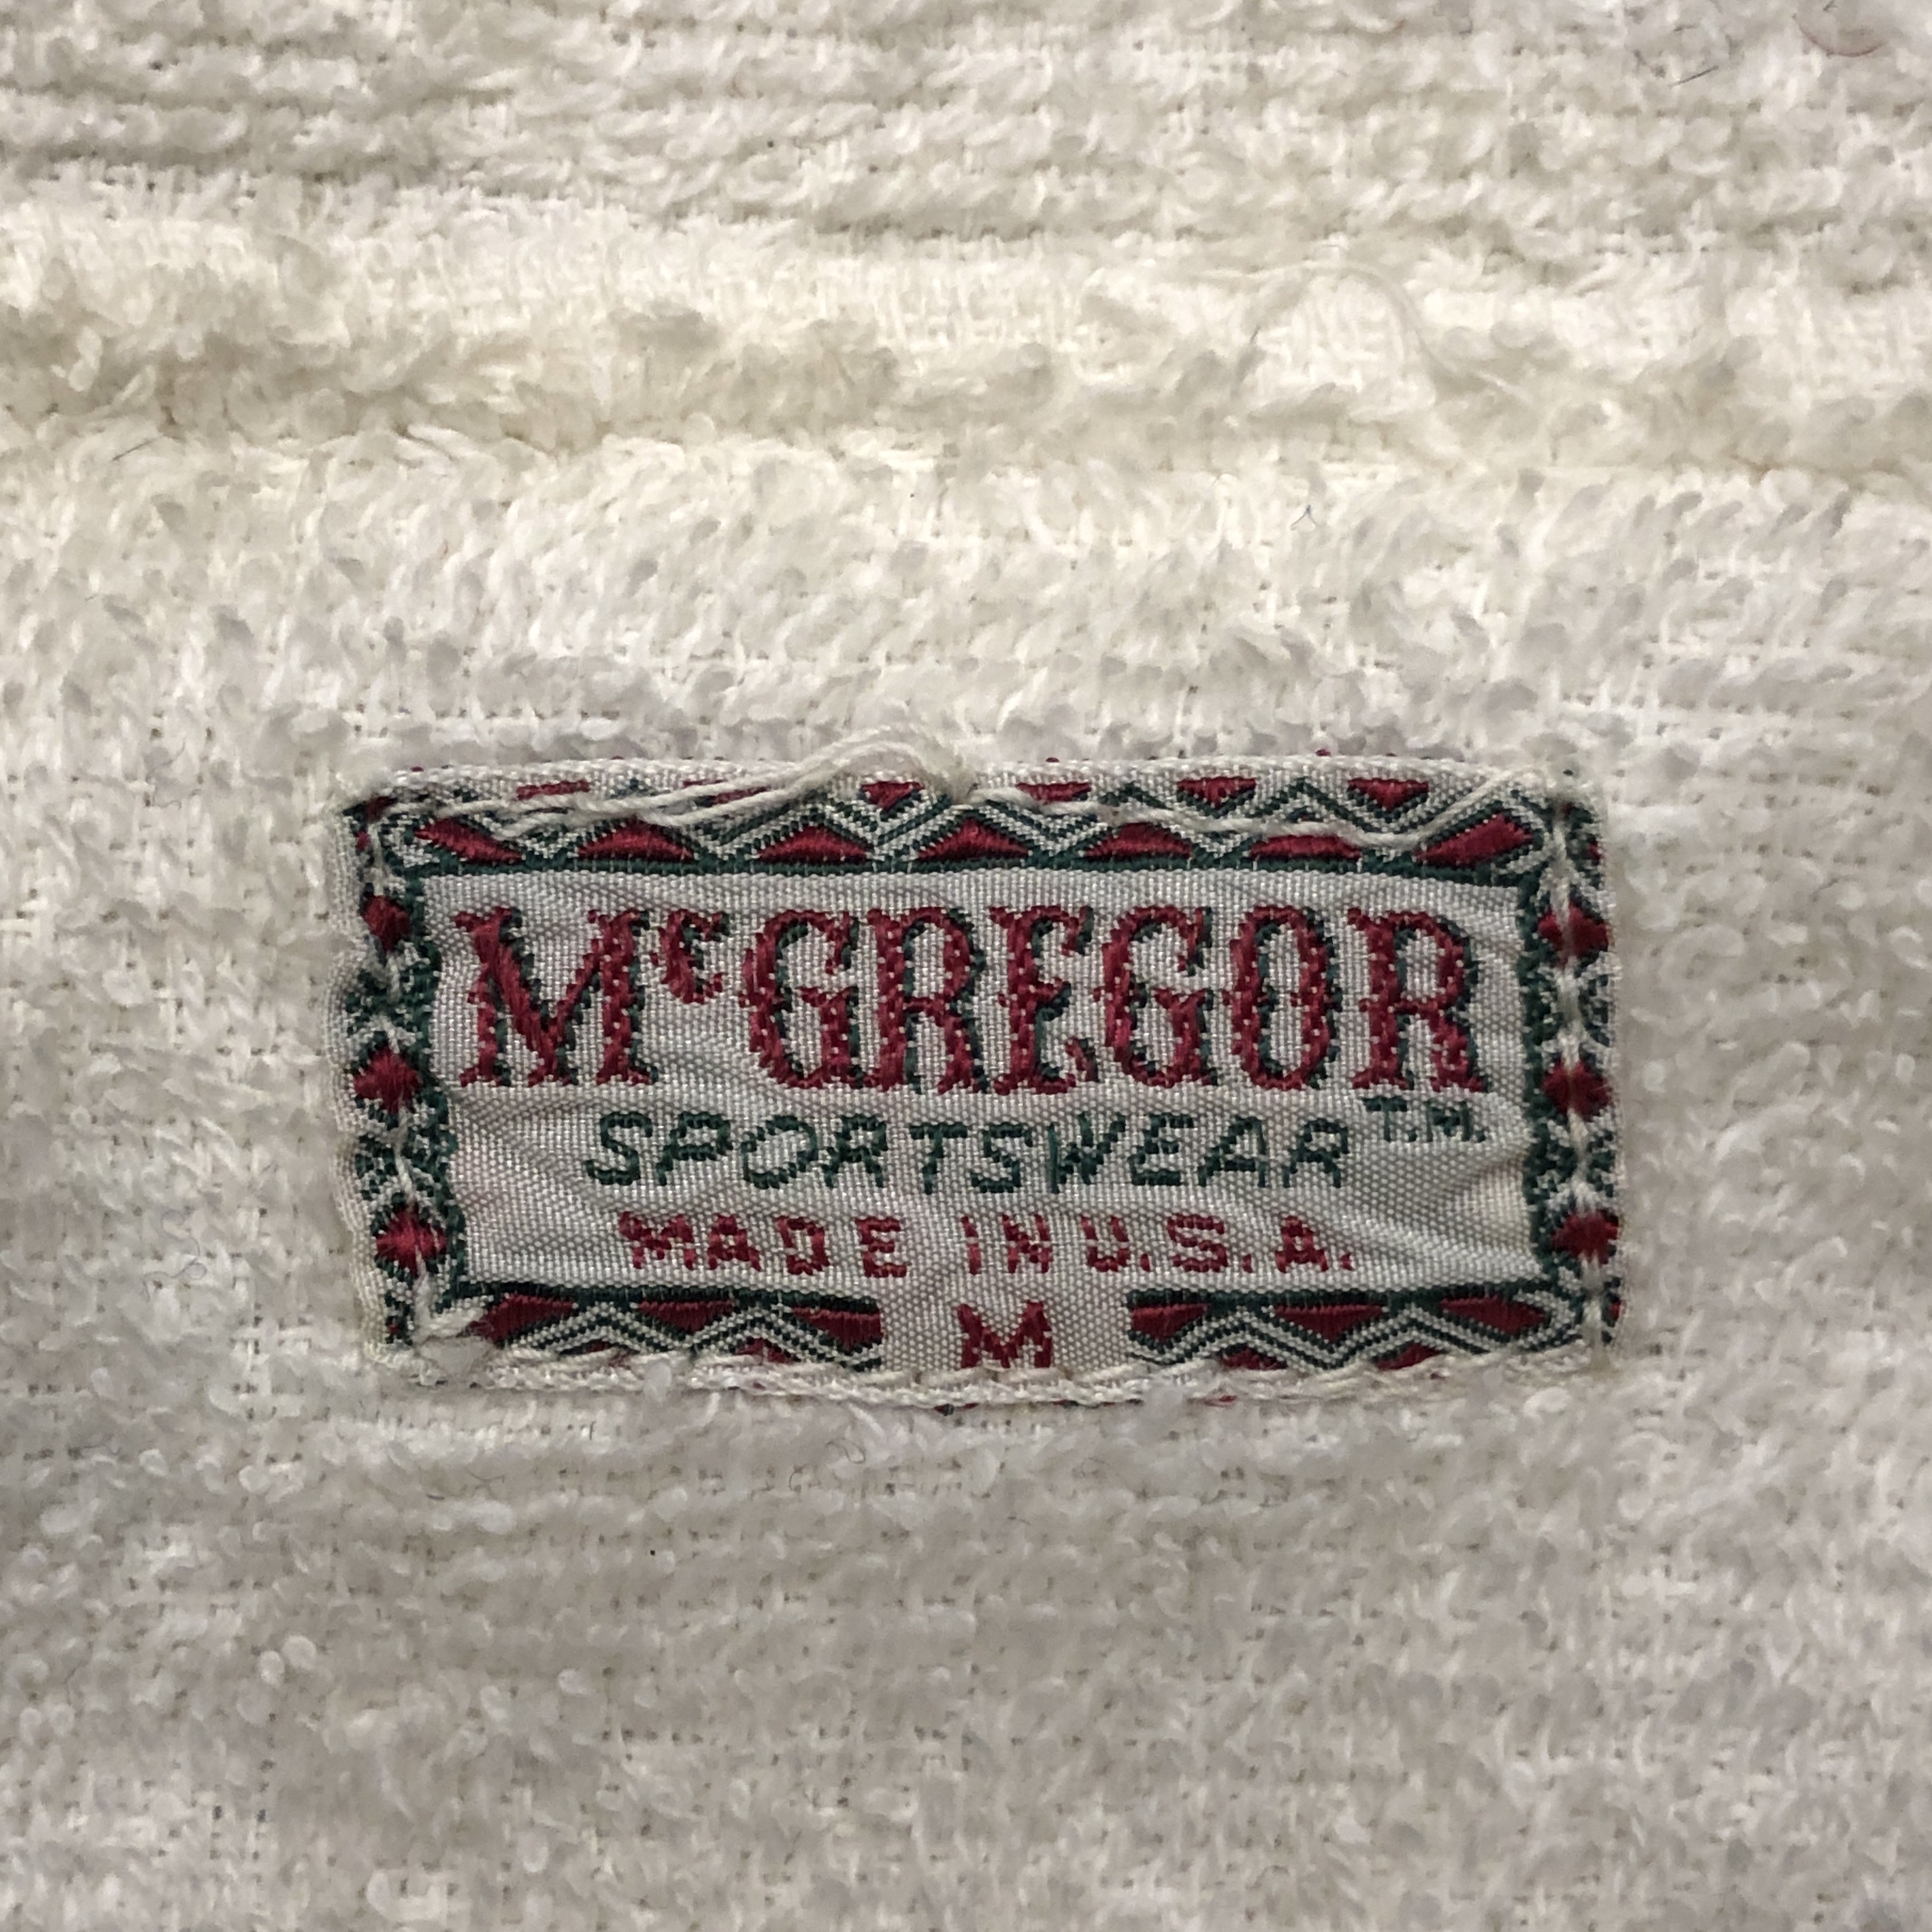 McGREGOR
SPORTSWEAR T.M.
MADE IN U.S.A.
M